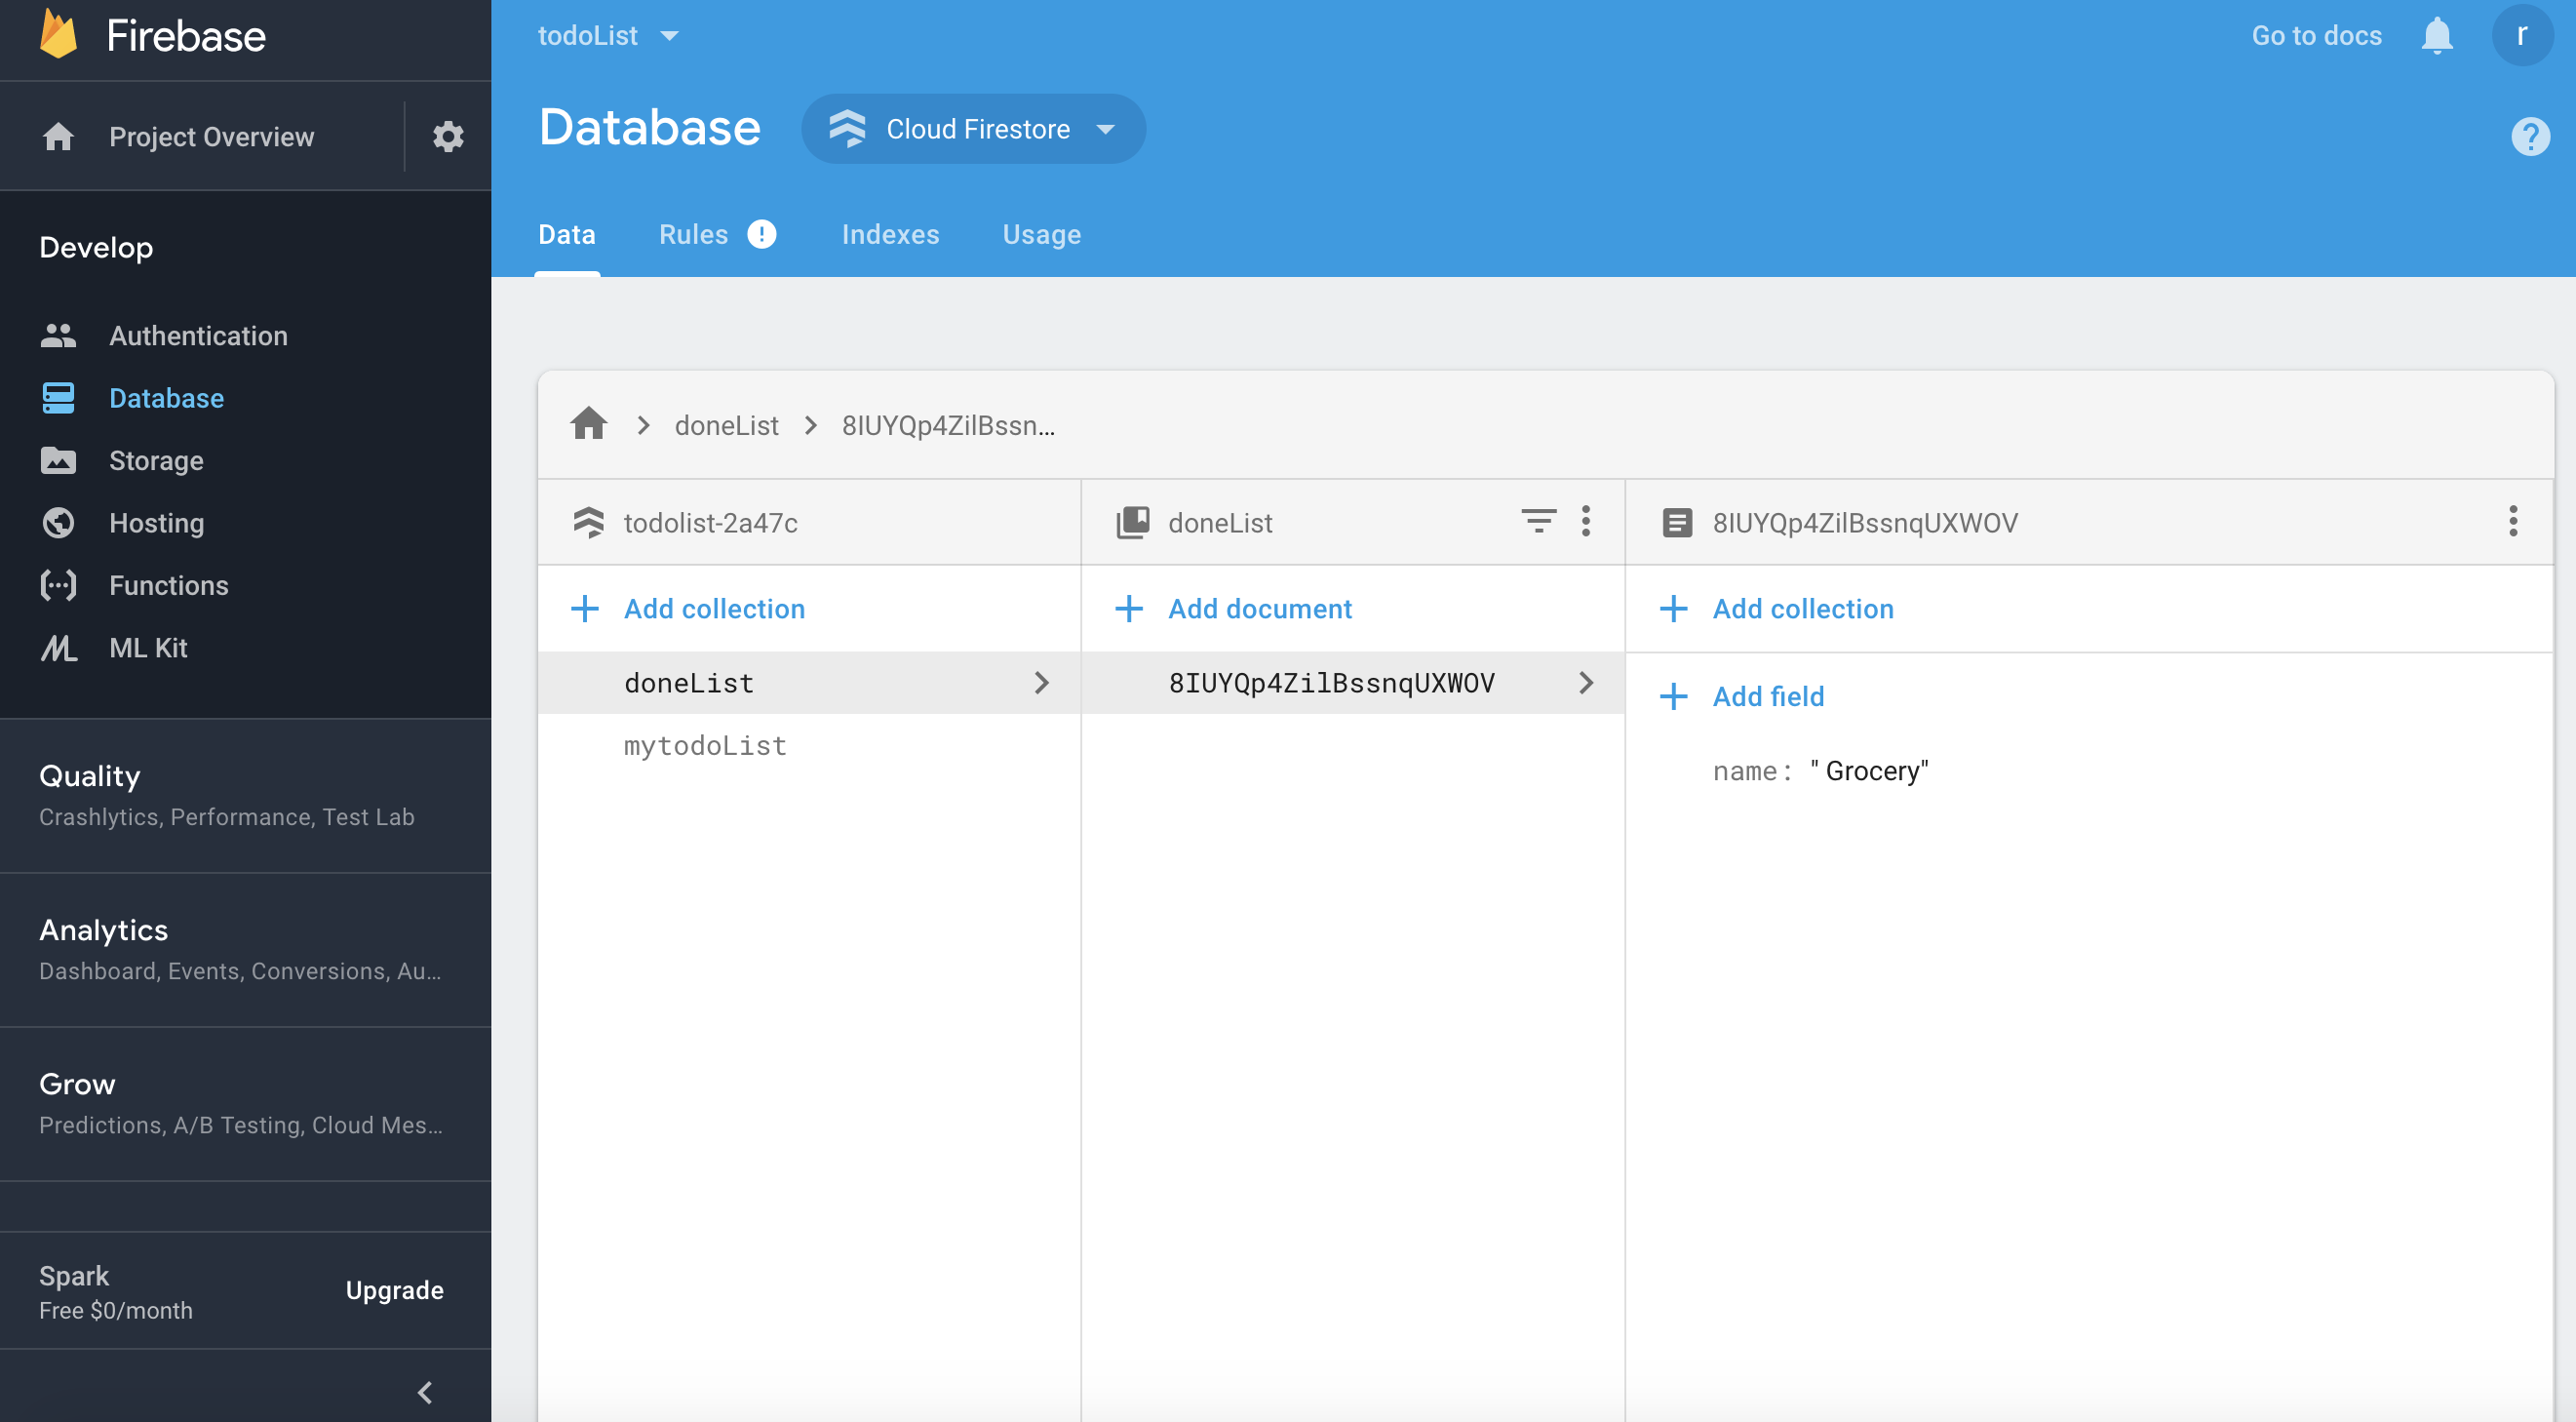 Firebase
Project Overview
Develop
Authentication
Database
Storage
Hosting
Functions
ML Kit
Quality
Crashlytics, Performance, Test Lab
Analytics
Dashboard, Events, Conversions, Au...
Grow
Predictions, A/B Testing, Cloud Mes...
Spark
Free $0/month
Upgrade
todoList
Go to docs
r
Database
Cloud Firestore
Data
Rules
Indexes
Usage
doneList
8IUYQp4ZilBssn...
todolist-2a47c
Add collection
doneList
mytodoList
doneList
Add document
8IUYQp4ZilBssnqUXWOV
8IUYQp4ZilBssnqUXWOV
Add collection
Add field
name: " Grocery"